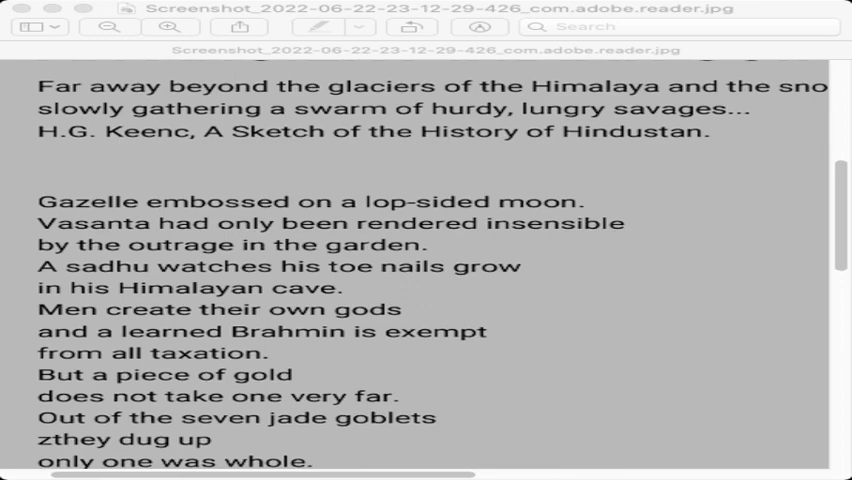 Screenshot_2022-06-22-23-12-29-426_com.adobe.reader.jpg
Search
Screenshot_2022-06-22-23-12-29-426_com.adobe.reader.jpg
Far away beyond the glaciers of the Himalaya and the sno
slowly gathering a swarm of hurdy, lungry savages...
H.G. Keenc, A Sketch of the History of Hindustan.
Gazelle embossed on a lop-sided moon.
Vasanta had only been rendered insensible
by the outrage in the garden.
A sadhu watches his toe nails grow
in his Himalayan cave.
Men create their own gods
and a learned Brahmin is exempt
from all taxation.
But a piece of gold
does not take one very far.
Out of the seven jade goblets
zthey dug up
only one was whole.